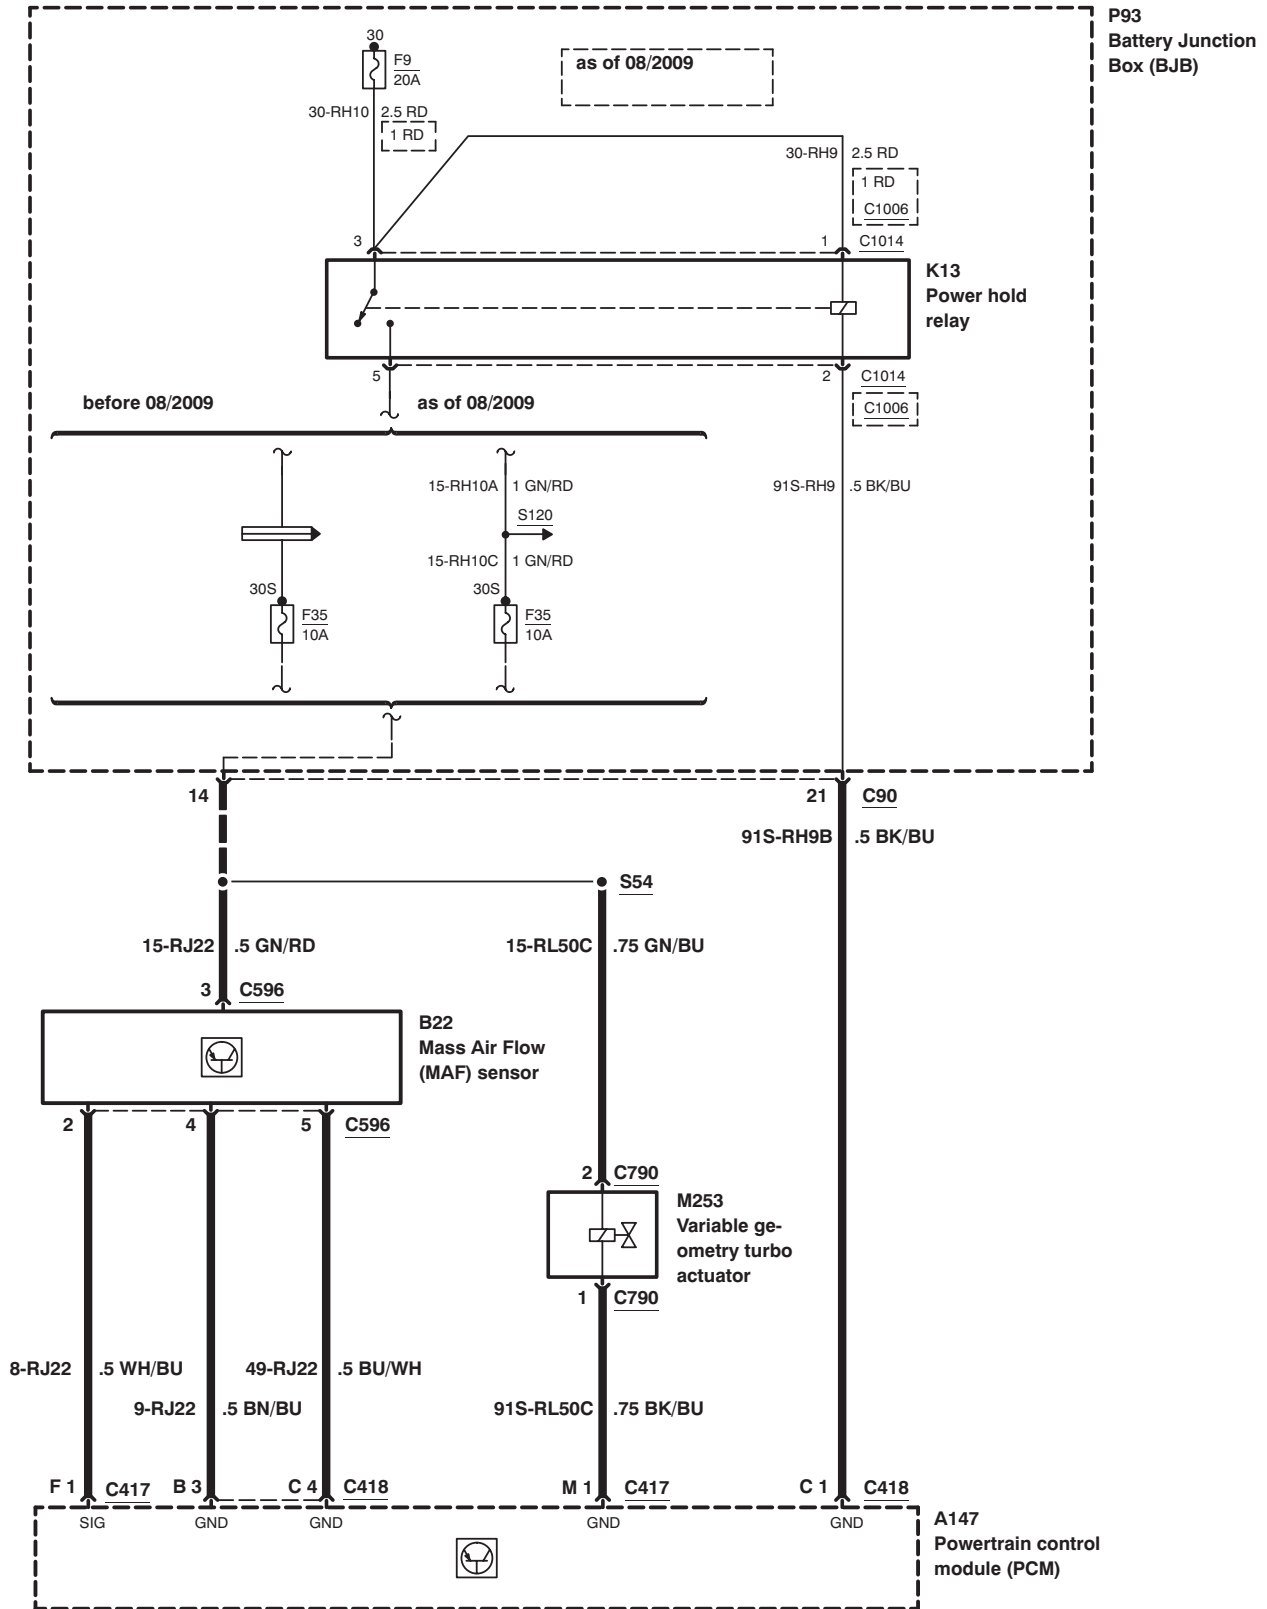 P93
Battery Junction
Box (BJB)
30
F9
20A
as of 08/2009
30-RH10 2.5 RD
1 RD
30-RH9 2.5 RD
1 RD
C1006
3
1 C1014
K13
Power hold
relay
5
2 C1014
C1006
before 08/2009
as of 08/2009
15-RH10A 1 GN/RD
91S-RH9 .5 BK/BU
S120
15-RH10C 1 GN/RD
30S
30S
F35
10A
F35
10A
14
21 C90
91S-RH9B .5 BK/BU
S54
15-RJ22 .5 GN/RD
15-RL50C .75 GN/BU
3 C596
B22
Mass Air Flow
(MAF) sensor
2
4
5 C596
2 C790
M253
Variable ge-
ometry turbo
actuator
1 C790
8-RJ22 .5 WH/BU
49-RJ22 .5 BU/WH
9-RJ22 .5 BN/BU
91S-RL50C .75 BK/BU
F 1 C417
B 3
C 4 C418
M 1 C417
C 1 C418
SIG
GND
GND
GND
GND
A147
Powertrain control
module (PCM)